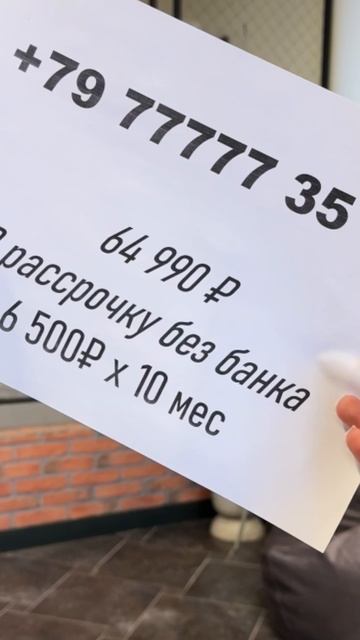 +79 77777 35
64 990 ₽
рассрочку без банка
6 500₽ х 10 мес